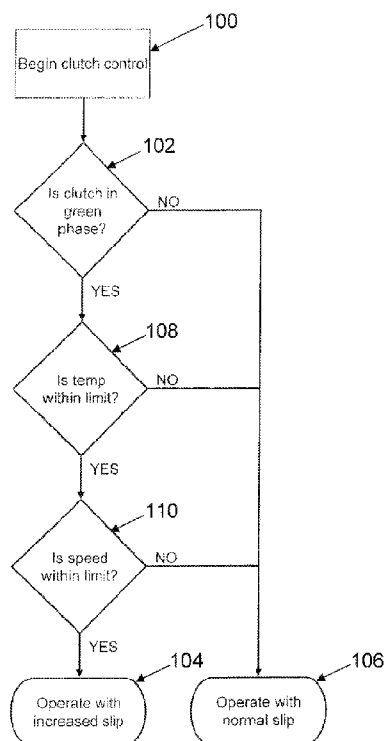 100
Begin clutch control
102
Is clutch in
green
phase?
NO
YES
108
Is temp
within limit?
NO
YES
110
Is speed
within limit?
NO
YES
104
Operate with
increased slip
106
Operate with
normal slip